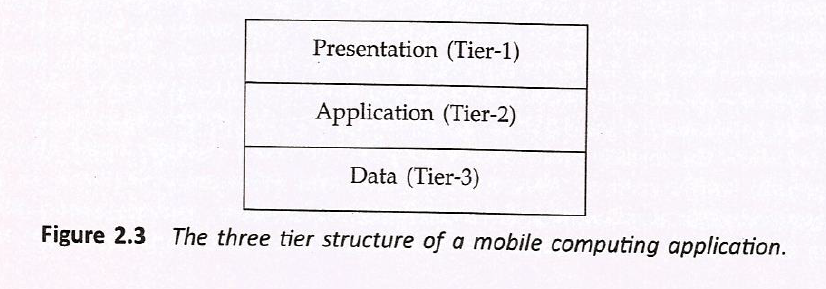 Presentation (Tier-1)
Application (Tier-2)
Data (Tier-3)
Figure 2.3 The three tier structure of a mobile computing application.